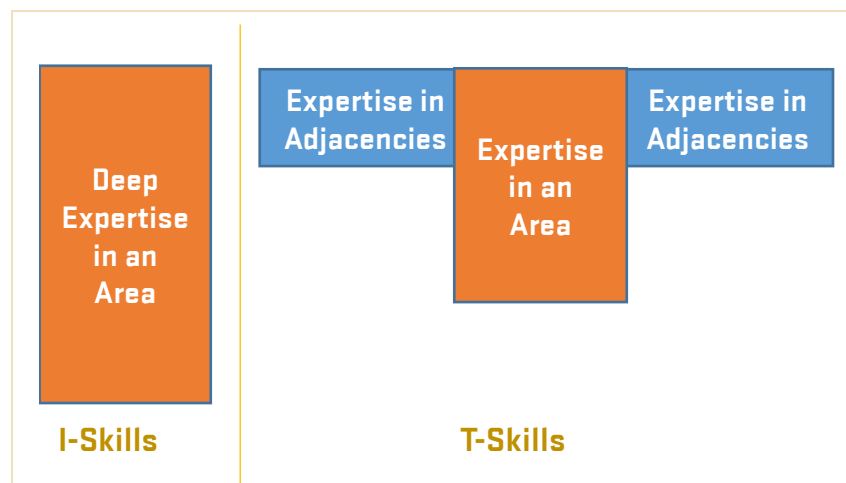 Deep
Expertise
in an
Area
I-Skills
Expertise in
Adjacencies
Expertise
in an
Area
Expertise in
Adjacencies
T-Skills